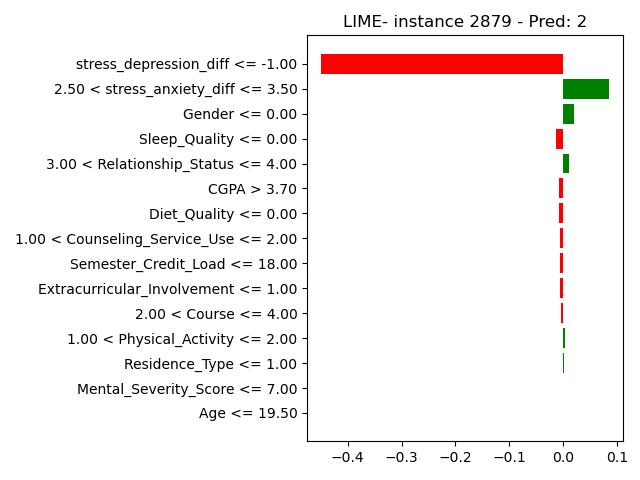 LIME- instance 2879 - Pred: 2
stress_depression_diff <= -1.00
2.50 < stress_anxiety_diff <= 3.50
Gender <= 0.00
Sleep_Quality <= 0.00
3.00 < Relationship_Status <= 4.00
CGPA > 3.70
Diet_Quality <= 0.00
1.00 < Counseling_Service_Use <= 2.00
Semester_Credit_Load <= 18.00
Extracurricular_Involvement <= 1.00
2.00 < Course <= 4.00
1.00 < Physical_Activity <= 2.00
Residence_Type <= 1.00
Mental_Severity_Score <= 7.00
Age <= 19.50
−0.4 −0.3 −0.2 −0.1 0.0 0.1